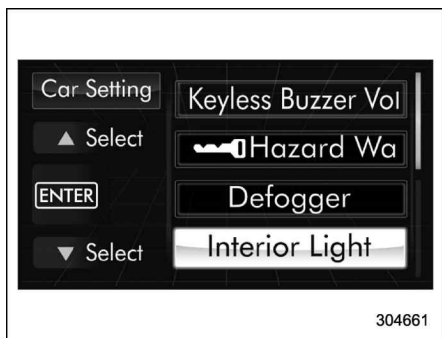 Car Setting
▲ Select
ENTER
▼ Select
Keyless Buzzer Vol
Hazard Wa
Defogger
Interior Light
304661